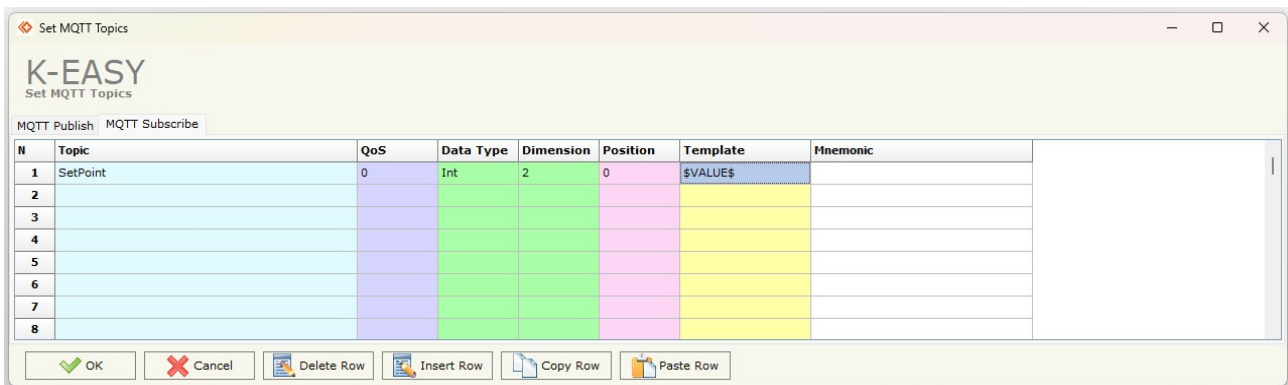 Set MQTT Topics
K-EASY
Set MQTT Topics
MQTT Publish MQTT Subscribe
N Topic QoS Data Type Dimension Position Template Mnemonic
1 SetPoint 0 Int 2 0 $VALUE$
2
3
4
5
6
7
8
OK Cancel Delete Row Insert Row Copy Row Paste Row